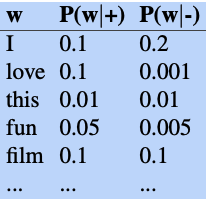 w P(w|+) P(w|-)
I 0.1 0.2
love 0.1 0.001
this 0.01 0.01
fun 0.05 0.005
film 0.1 0.1
... ... ...